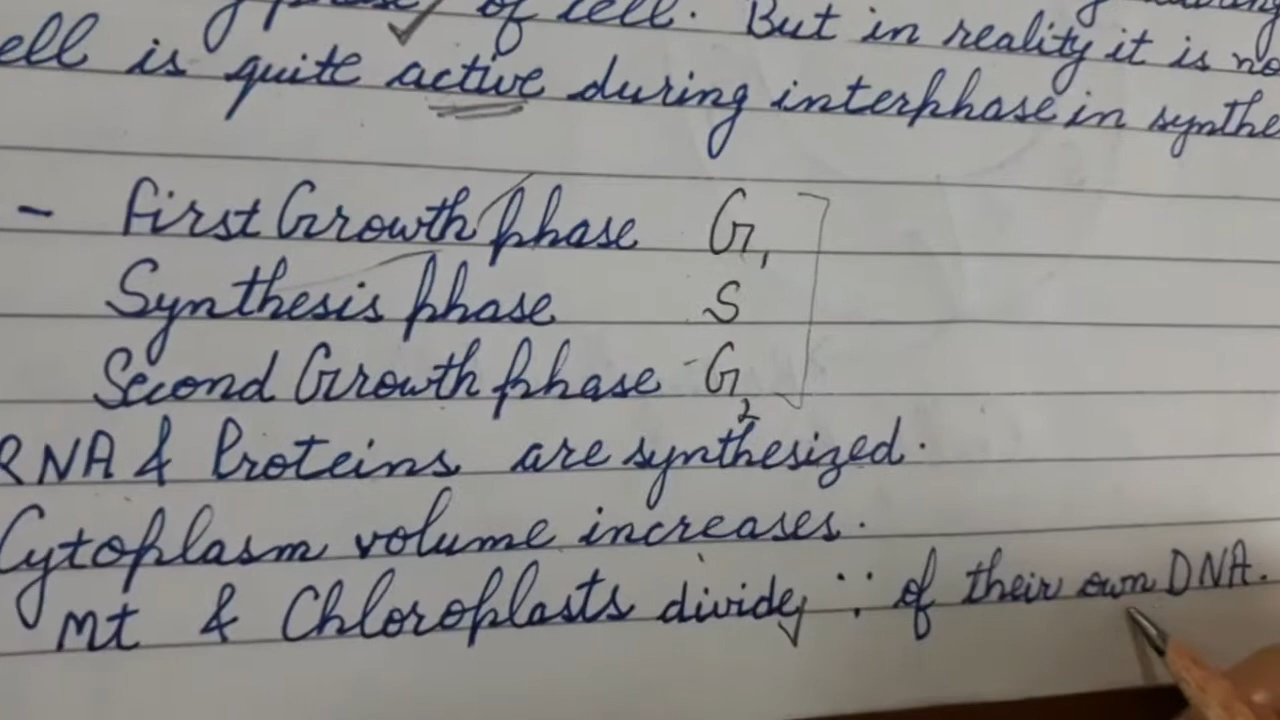 of cell. But in reality it is no
ell is quite active during interphase in synthe
- First Growth phase G1
Synthesis phase S
Second Growth phase - G2
RNA & Proteins are synthesized.
Cytoplasm volume increases.
Mt & Chloroplasts divide, ∵ of their own DNA.